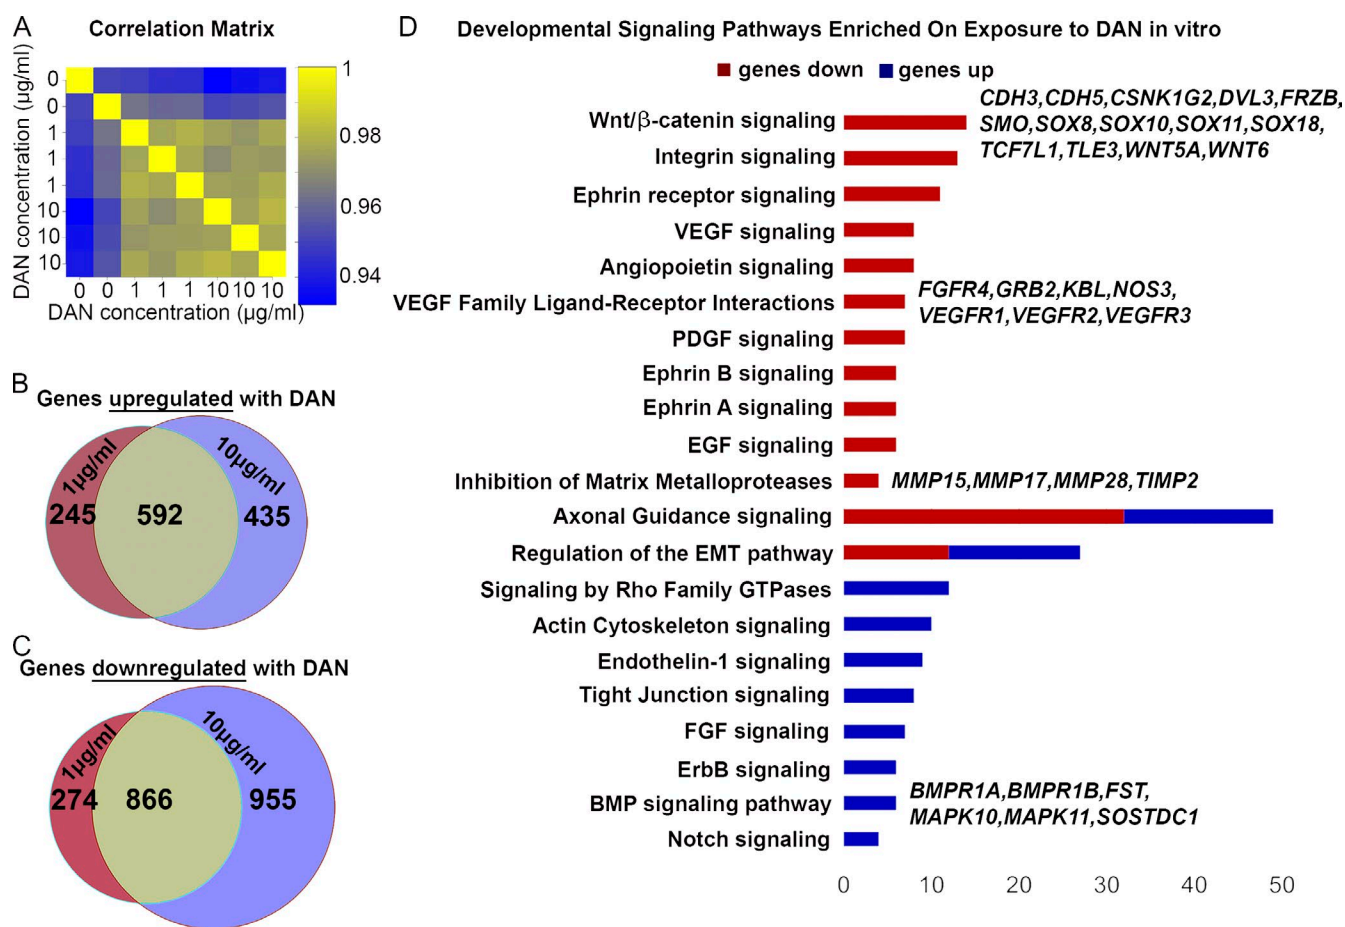 A
Correlation Matrix
DAN concentration (µg/ml)
0
0
1
1
1
10
10
10
0 0 1 1 1 10 10 10
DAN concentration (µg/ml)
1
0.98
0.96
0.94
B
Genes upregulated with DAN
1µg/ml
10µg/ml
245
592
435
C
Genes downregulated with DAN
1µg/ml
10µg/ml
274
866
955
D
Developmental Signaling Pathways Enriched On Exposure to DAN in vitro
genes down genes up
Wnt/β-catenin signaling
CDH3,CDH5,CSNK1G2,DVL3,FRZB,
SMO,SOX8,SOX10,SOX11,SOX18,
TCF7L1,TLE3,WNT5A,WNT6
Integrin signaling
Ephrin receptor signaling
VEGF signaling
Angiopoietin signaling
VEGF Family Ligand-Receptor Interactions
FGFR4,GRB2,KBL,NOS3,
VEGFR1,VEGFR2,VEGFR3
PDGF signaling
Ephrin B signaling
Ephrin A signaling
EGF signaling
Inhibition of Matrix Metalloproteases
MMP15,MMP17,MMP28,TIMP2
Axonal Guidance signaling
Regulation of the EMT pathway
Signaling by Rho Family GTPases
Actin Cytoskeleton signaling
Endothelin-1 signaling
Tight Junction signaling
FGF signaling
ErbB signaling
BMP signaling pathway
BMPR1A,BMPR1B,FST,
MAPK10,MAPK11,SOSTDC1
Notch signaling
0 10 20 30 40 50